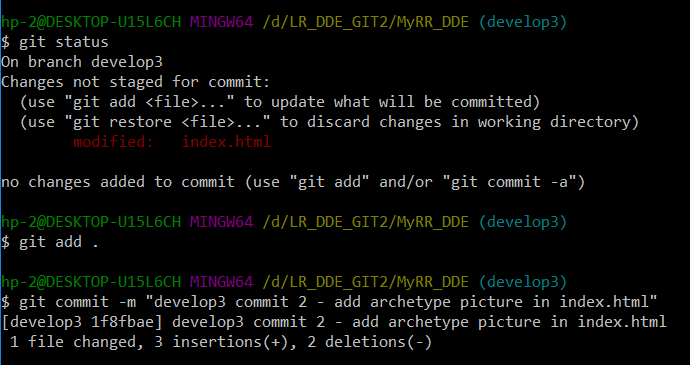 hp-2@DESKTOP-U15L6CH MINGW64 /d/LR_DDE_GIT2/MyRR_DDE (develop3)
$ git status
On branch develop3
Changes not staged for commit:
  (use "git add <file>..." to update what will be committed)
  (use "git restore <file>..." to discard changes in working directory)
        modified:   index.html

no changes added to commit (use "git add" and/or "git commit -a")

hp-2@DESKTOP-U15L6CH MINGW64 /d/LR_DDE_GIT2/MyRR_DDE (develop3)
$ git add .

hp-2@DESKTOP-U15L6CH MINGW64 /d/LR_DDE_GIT2/MyRR_DDE (develop3)
$ git commit -m "develop3 commit 2 - add archetype picture in index.html"
[develop3 1f8fbae] develop3 commit 2 - add archetype picture in index.html
 1 file changed, 3 insertions(+), 2 deletions(-)